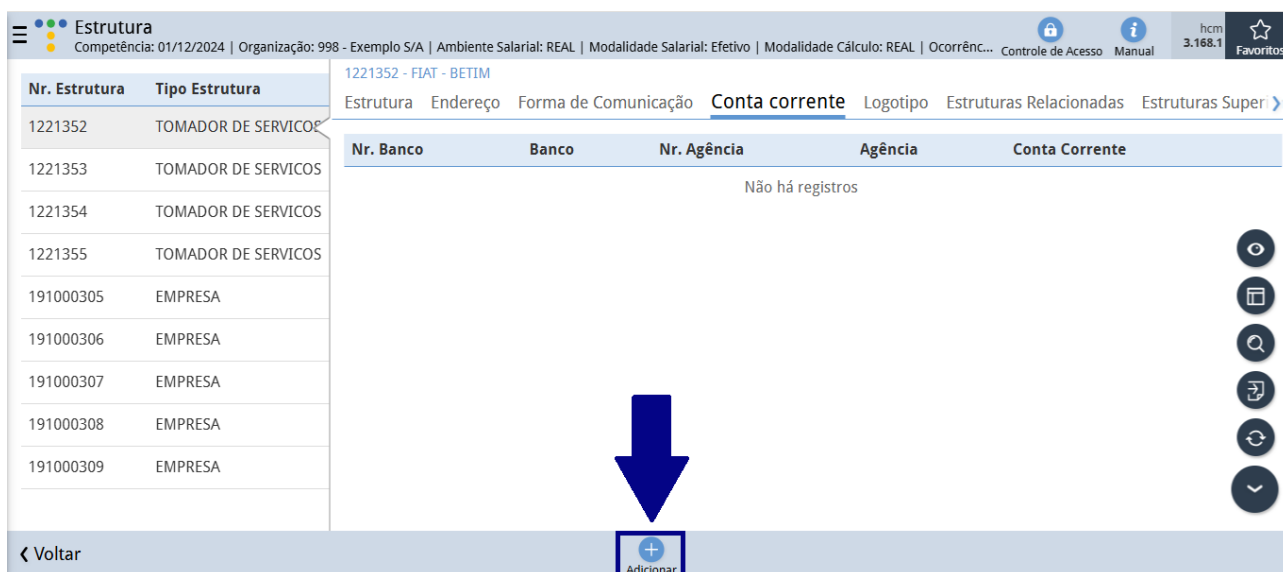 Estrutura
Competência: 01/12/2024 | Organização: 998 - Exemplo S/A | Ambiente Salarial: REAL | Modalidade Salarial: Efetivo | Modalidade Cálculo: REAL | Ocorrênc...
Controle de Acesso
Manual
hcm
3.168.1
Favoritos
Nr. Estrutura Tipo Estrutura
1221352 TOMADOR DE SERVICOS
1221353 TOMADOR DE SERVICOS
1221354 TOMADOR DE SERVICOS
1221355 TOMADOR DE SERVICOS
191000305 EMPRESA
191000306 EMPRESA
191000307 EMPRESA
191000308 EMPRESA
191000309 EMPRESA
1221352 - FIAT - BETIM
Estrutura Endereço Forma de Comunicação Conta corrente Logotipo Estruturas Relacionadas Estruturas Superi
Nr. Banco Banco Nr. Agência Agência Conta Corrente
Não há registros
Voltar
Adicionar